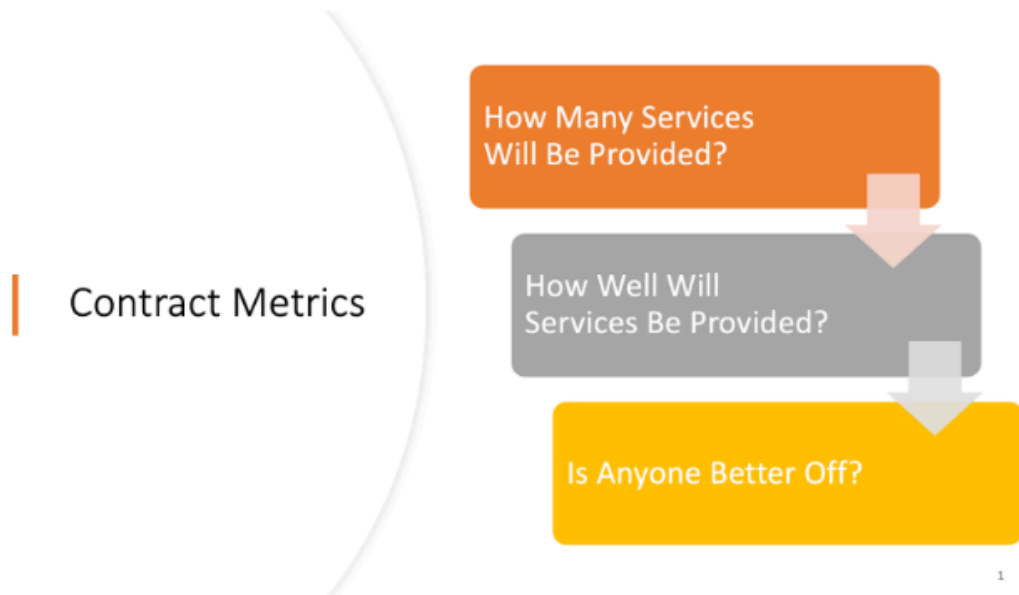 Contract Metrics
How Many Services
Will Be Provided?
How Well Will
Services Be Provided?
Is Anyone Better Off?
1